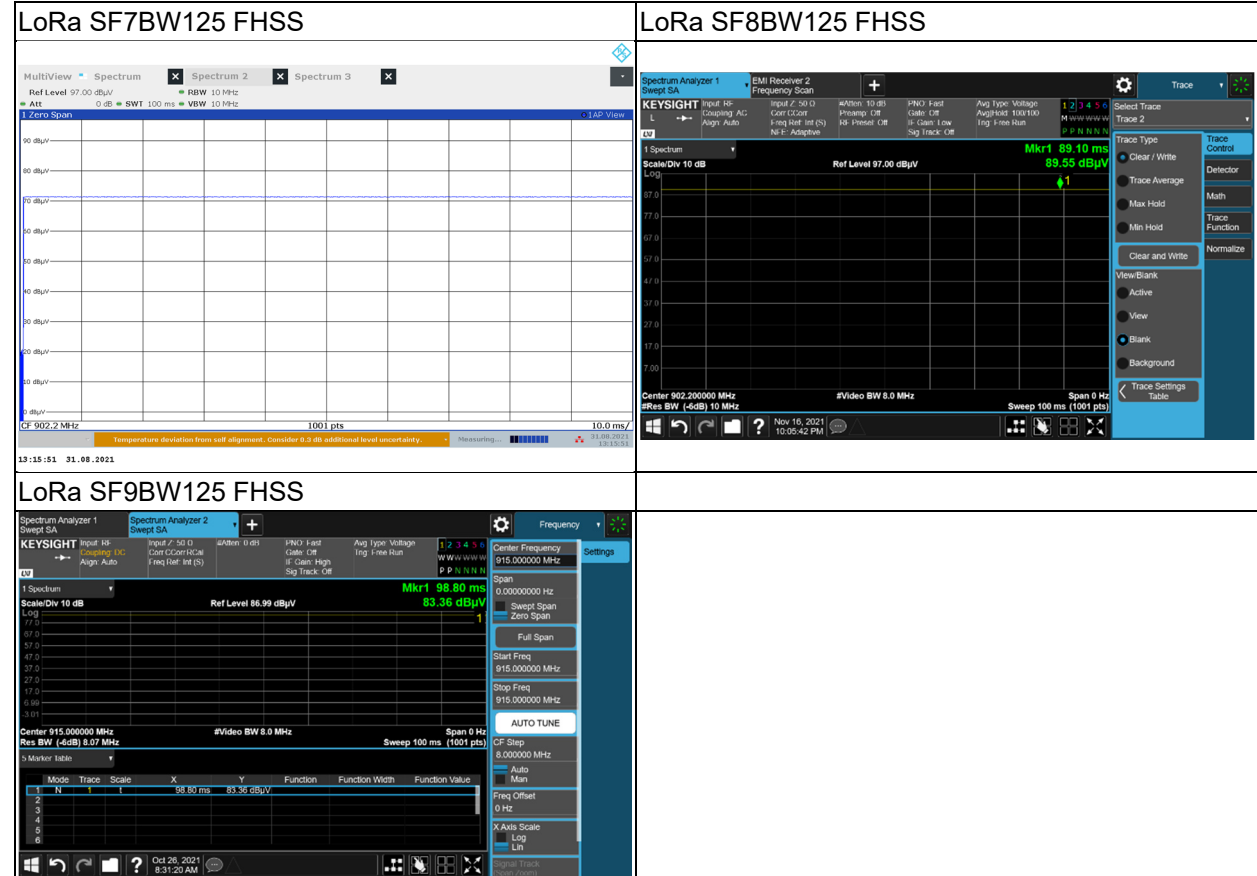 LoRa SF7BW125 FHSS
MultiView Spectrum X Spectrum 2 X Spectrum 3 X
Ref Level 97.00 dBµV RBW 10 MHz
Att 0 dB SWT 100 ms VBW 10 MHz
1 Zero Span 1AP View
90 dBµV
80 dBµV
70 dBµV
60 dBµV
50 dBµV
40 dBµV
30 dBµV
20 dBµV
10 dBµV
0 dBµV
CF 902.2 MHz 1001 pts 10.0 ms/
Temperature deviation from self alignment. Consider 0.3 dB additional level uncertainty. Measuring... 31.08.2021
13:15:51
13:15:51 31.08.2021
LoRa SF8BW125 FHSS
Spectrum Analyzer 1
Swept SA
EMI Receiver 2
Frequency Scan
+
Trace
KEYSIGHT
L
Input: RF
Coupling: AC
Align: Auto
Input Z: 50 Ω
Corr CCorr
Freq Ref: Int (S)
NFE: Adaptive
#Atten: 10 dB
Preamp: Off
RF Presel: Off
PNO: Fast
Gate: Off
IF Gain: Low
Sig Track: Off
Avg Type: Voltage
Avg|Hold: 100/100
Trig: Free Run
1 2 3 4 5 6
M W W W W W
P P N N N N
Select Trace
Trace 2
1 Spectrum
Scale/Div 10 dB
Log
Ref Level 97.00 dBµV
Mkr1 89.10 ms
89.55 dBµV
1
87.0
77.0
67.0
57.0
47.0
37.0
27.0
17.0
7.00
Center 902.200000 MHz #Video BW 8.0 MHz Span 0 Hz
#Res BW (-6dB) 10 MHz Sweep 100 ms (1001 pts)
Nov 16, 2021
10:05:42 PM
Trace Type
Clear / Write
Trace Average
Max Hold
Min Hold
Clear and Write
View/Blank
Active
View
Blank
Background
Trace Settings
Table
Trace
Control
Detector
Math
Trace
Function
Normalize
LoRa SF9BW125 FHSS
Spectrum Analyzer 1
Swept SA
Spectrum Analyzer 2
Swept SA
+
Frequency
KEYSIGHT
Input: RF
Coupling: DC
Align: Auto
Input Z: 50 Ω
Corr CCorr RCal
Freq Ref: Int (S)
#Atten: 0 dB
PNO: Fast
Gate: Off
IF Gain: High
Sig Track: Off
Avg Type: Voltage
Trig: Free Run
1 2 3 4 5 6
W W W W W W
P P N N N N
1 Spectrum
Scale/Div 10 dB
Log
Ref Level 86.99 dBµV
Mkr1 98.80 ms
83.36 dBµV
1
77.0
67.0
57.0
47.0
37.0
27.0
17.0
6.99
-3.01
Center 915.000000 MHz #Video BW 8.0 MHz Span 0 Hz
Res BW (-6dB) 8.07 MHz Sweep 100 ms (1001 pts)
5 Marker Table
Mode Trace Scale X Y Function Function Width Function Value
1 N 1 t 98.80 ms 83.36 dBµV
2
3
4
5
6
Oct 26, 2021
8:31:20 AM
Center Frequency
915.000000 MHz
Settings
Span
0.00000000 Hz
Swept Span
Zero Span
Full Span
Start Freq
915.000000 MHz
Stop Freq
915.000000 MHz
AUTO TUNE
CF Step
8.000000 MHz
Auto
Man
Freq Offset
0 Hz
X Axis Scale
Log
Lin
Signal Track
(Span Zoom)